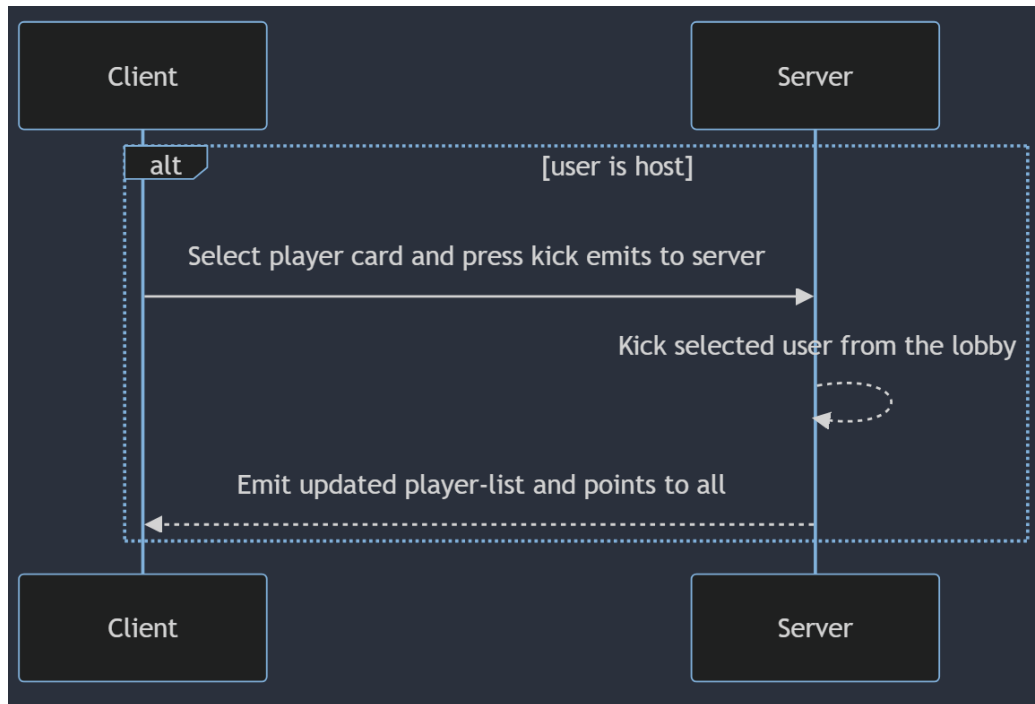 Client
Server
alt
[user is host]
Select player card and press kick emits to server
Kick selected user from the lobby
Emit updated player-list and points to all
Client
Server